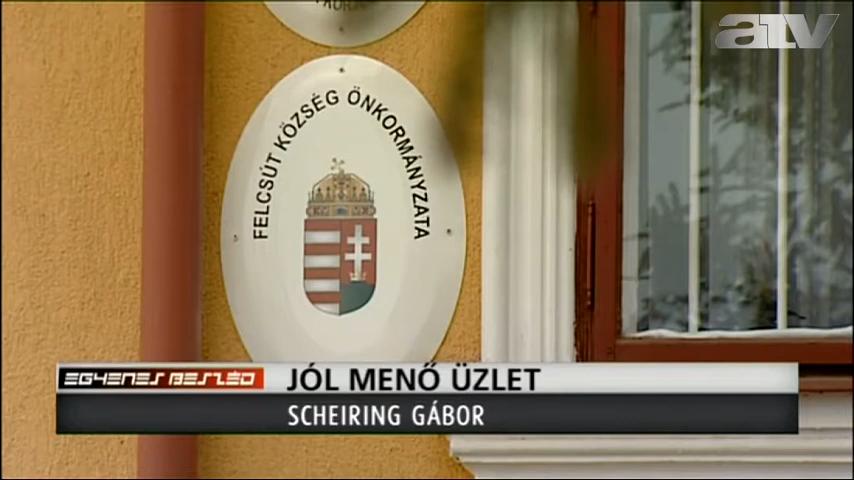 atv
FELCSÚT KÖZSÉG ÖNKORMÁNYZATA
EGYENES BESZÉD
JÓL MENŐ ÜZLET
SCHEIRING GÁBOR